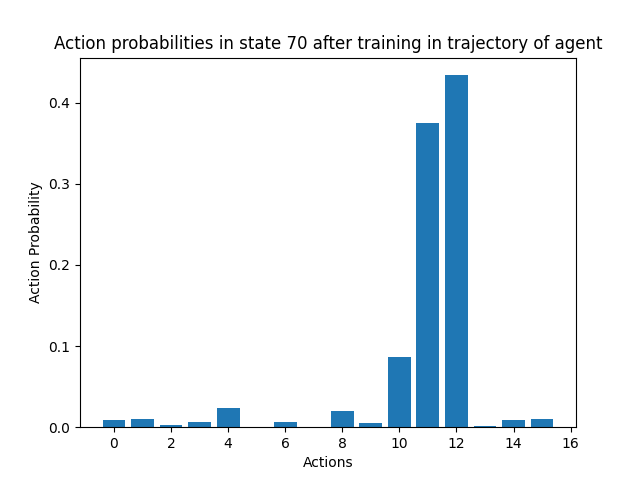 Action probabilities in state 70 after training in trajectory of agent
Action Probability
0.4
0.3
0.2
0.1
0.0
0 2 4 6 8 10 12 14 16
Actions